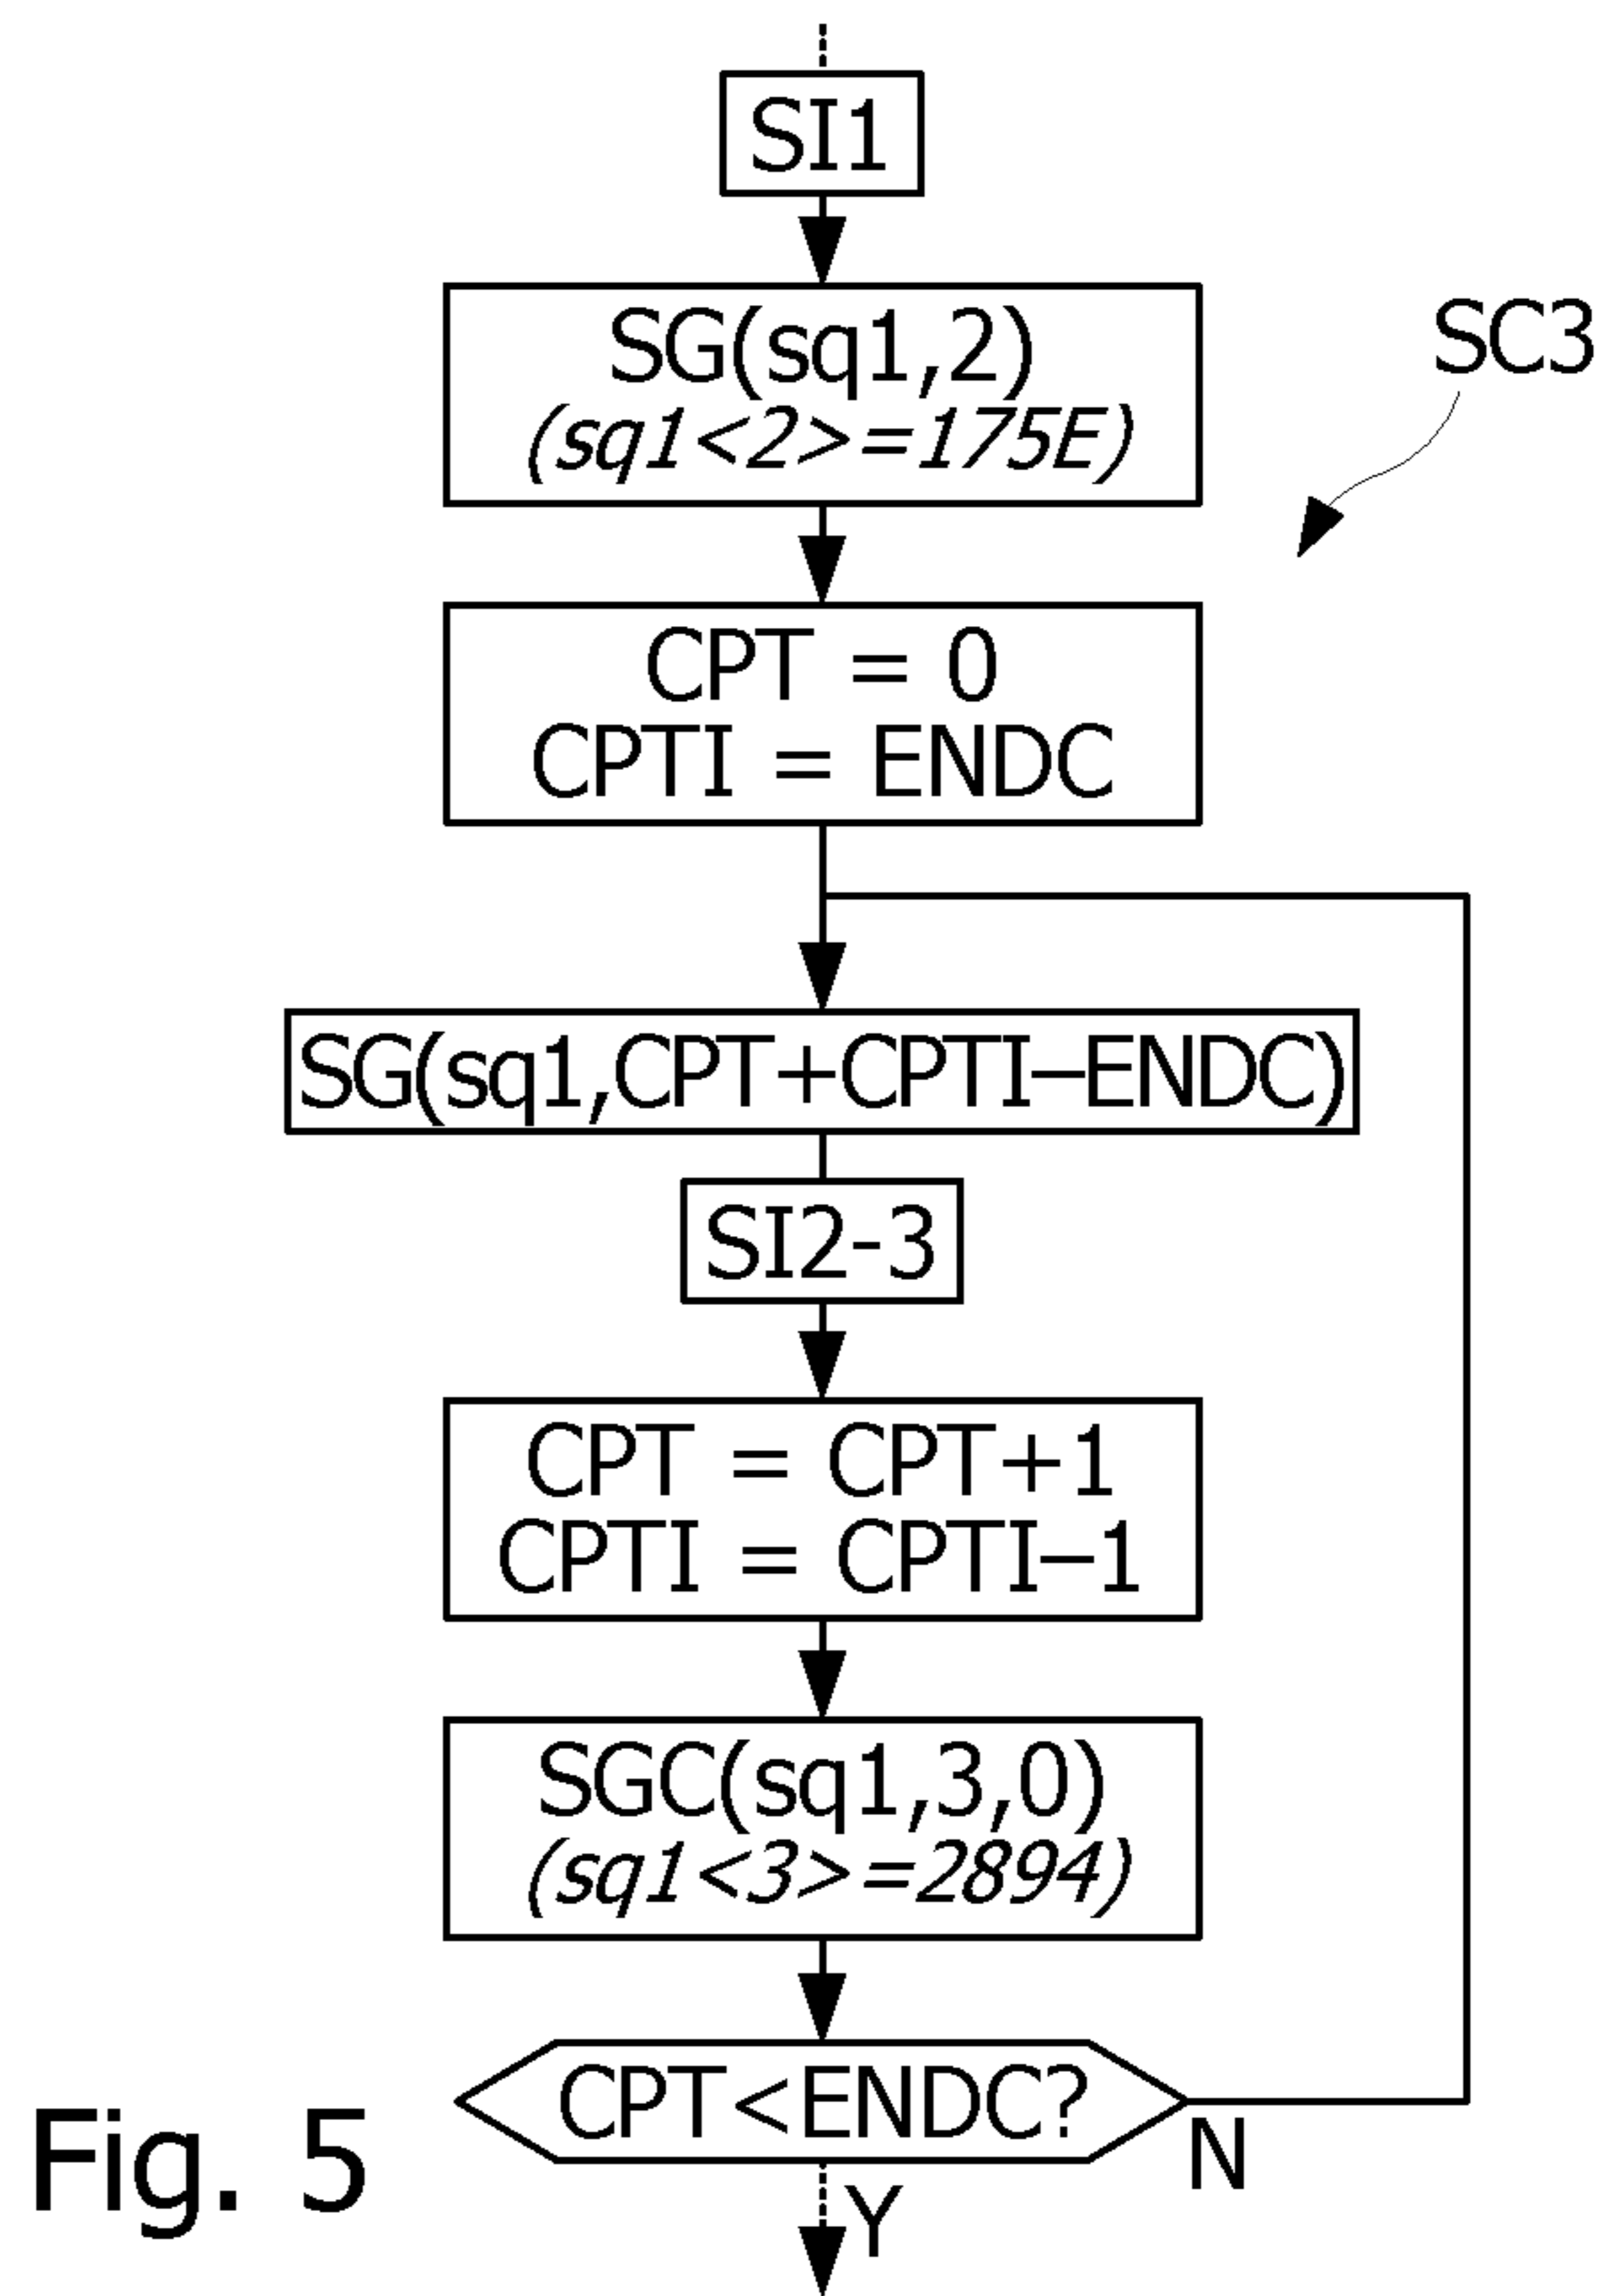 SI1
SG(sq1,2)
(sq1<2>=175E)
SC3
CPT = 0
CPTI = ENDC
SG(sq1,CPT+CPTI–ENDC)
SI2-3
CPT = CPT+1
CPTI = CPTI–1
SGC(sq1,3,0)
(sq1<3>=2894)
CPT<ENDC?
N
Y
Fig. 5